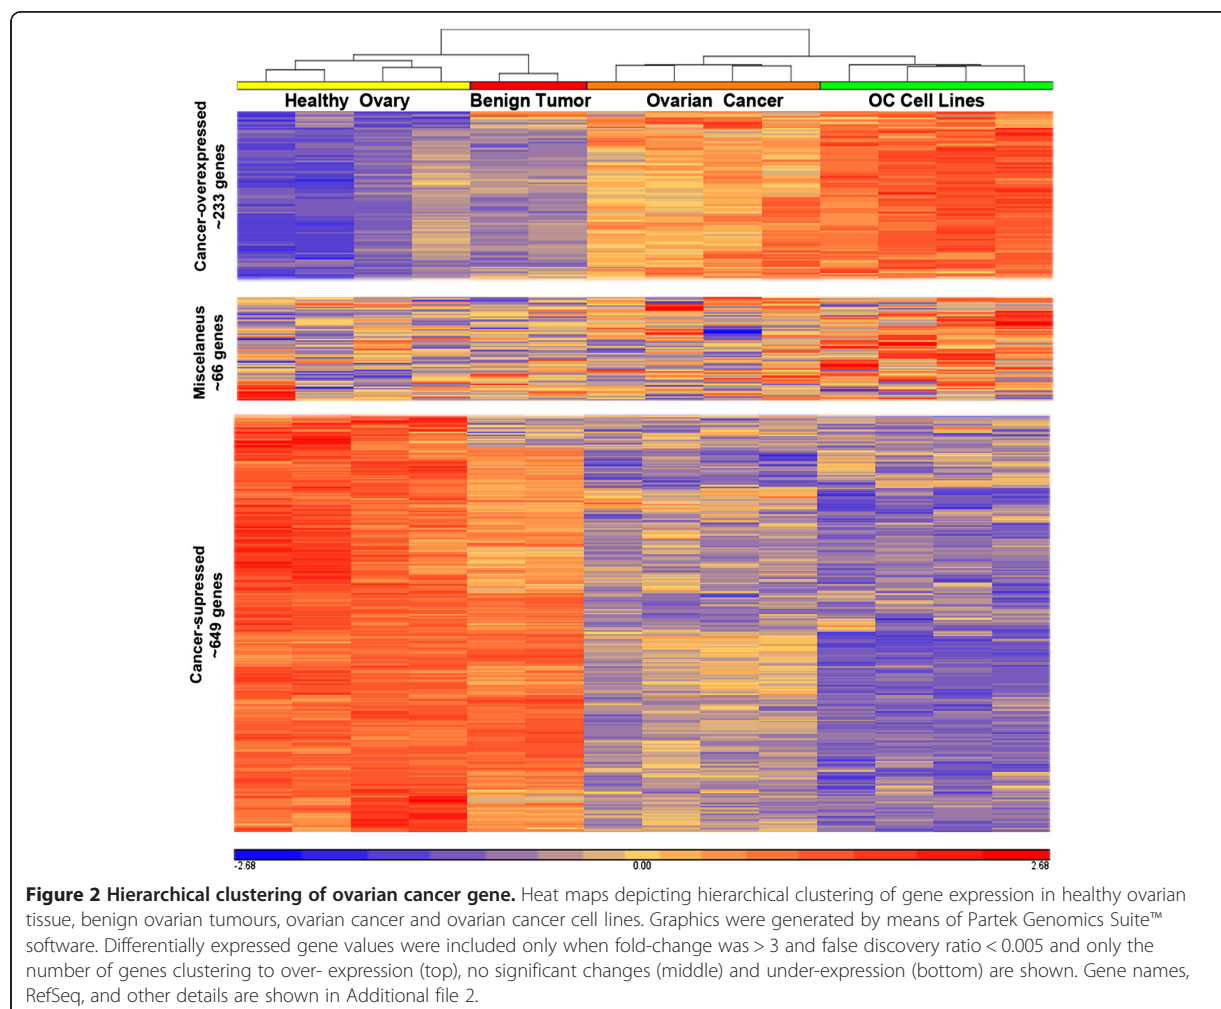 Healthy Ovary Benign Tumor Ovarian Cancer OC Cell Lines
Cancer-overexpressed
~233 genes
Miscelaneus
~66 genes
Cancer-supressed
~649 genes
-2.68 0.00 2.68
Figure 2 Hierarchical clustering of ovarian cancer gene. Heat maps depicting hierarchical clustering of gene expression in healthy ovarian
tissue, benign ovarian tumours, ovarian cancer and ovarian cancer cell lines. Graphics were generated by means of Partek Genomics Suite™
software. Differentially expressed gene values were included only when fold-change was > 3 and false discovery ratio < 0.005 and only the
number of genes clustering to over- expression (top), no significant changes (middle) and under-expression (bottom) are shown. Gene names,
RefSeq, and other details are shown in Additional file 2.